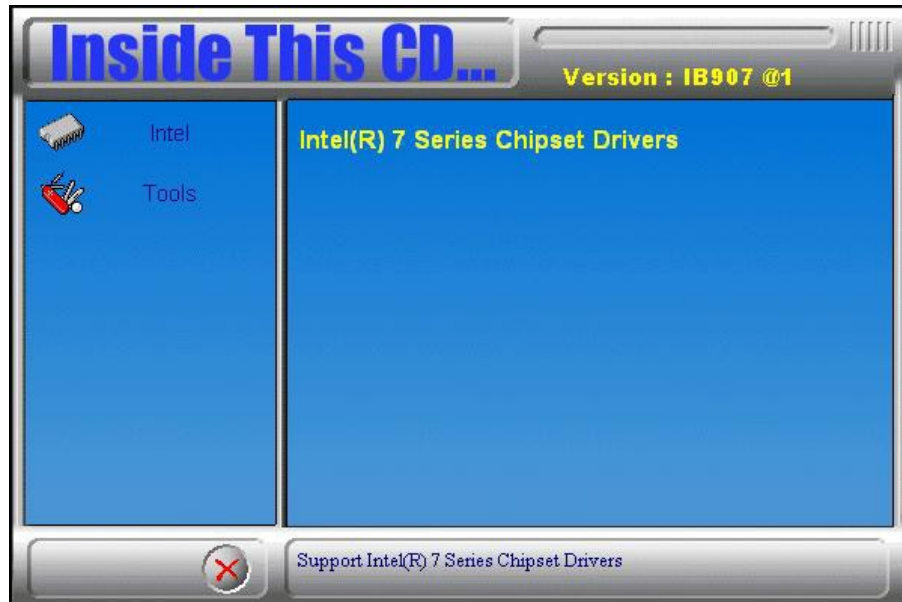 Inside This CD...
Version : IB907 @1
Intel
Tools
Intel(R) 7 Series Chipset Drivers
Support Intel(R) 7 Series Chipset Drivers